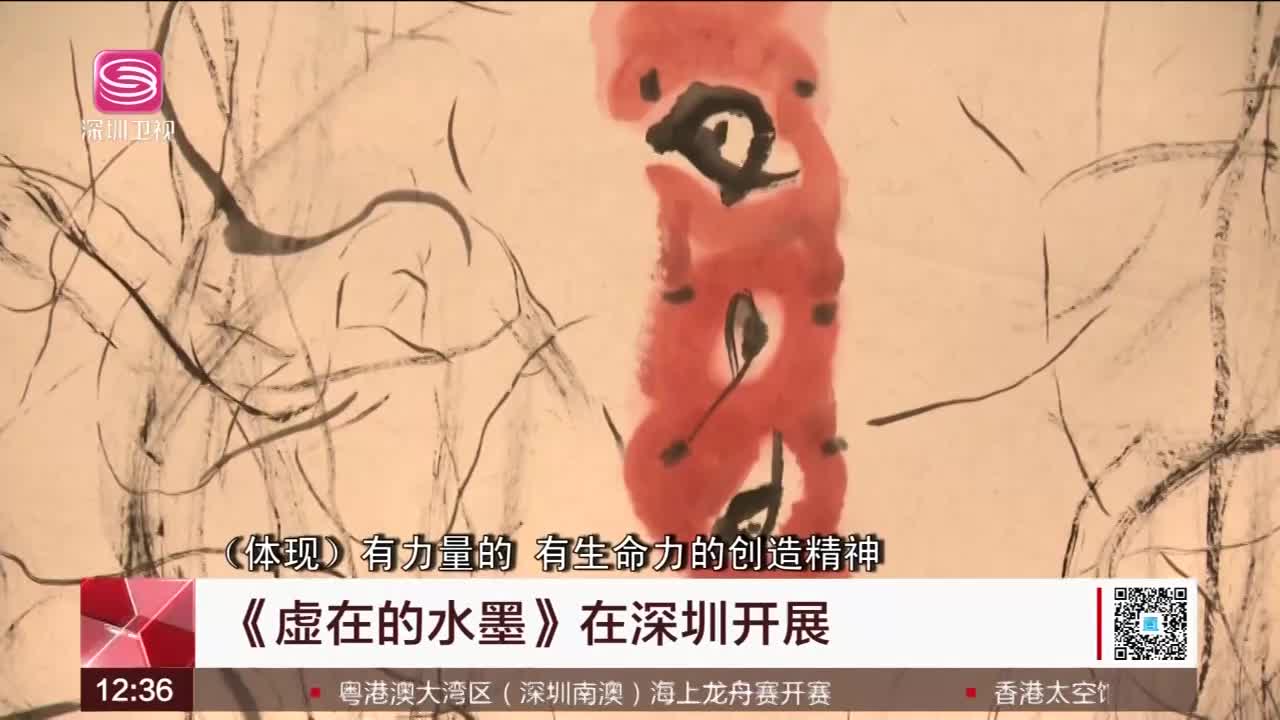 深圳卫视
（体现）有力量的 有生命力的创造精神
《虚在的水墨》在深圳开展
12:36 ▪ 粤港澳大湾区（深圳南澳）海上龙舟赛开赛 ▪ 香港太空馆